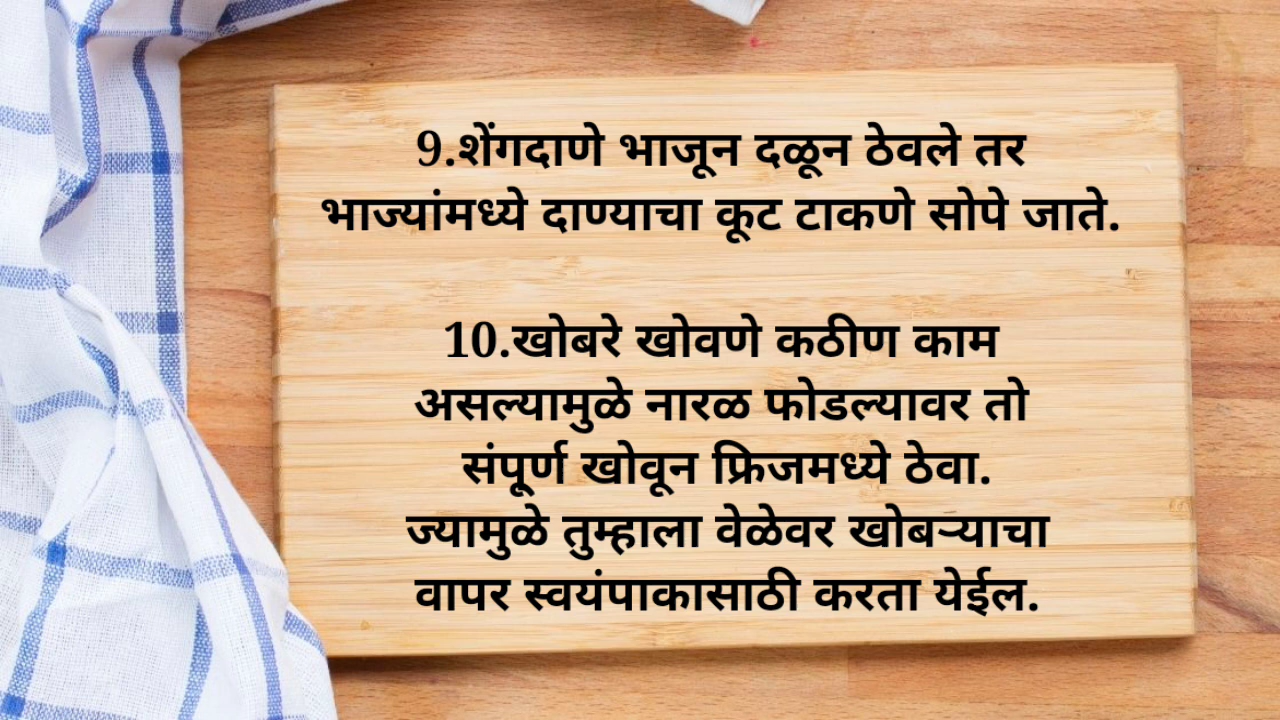 9.शेंगदाणे भाजून दळून ठेवले तर
भाज्यांमध्ये दाण्याचा कूट टाकणे सोपे जाते.
10.खोबरे खोवणे कठीण काम
असल्यामुळे नारळ फोडल्यावर तो
संपूर्ण खोवून फ्रिजमध्ये ठेवा.
ज्यामुळे तुम्हाला वेळेवर खोबऱ्याचा
वापर स्वयंपाकासाठी करता येईल.